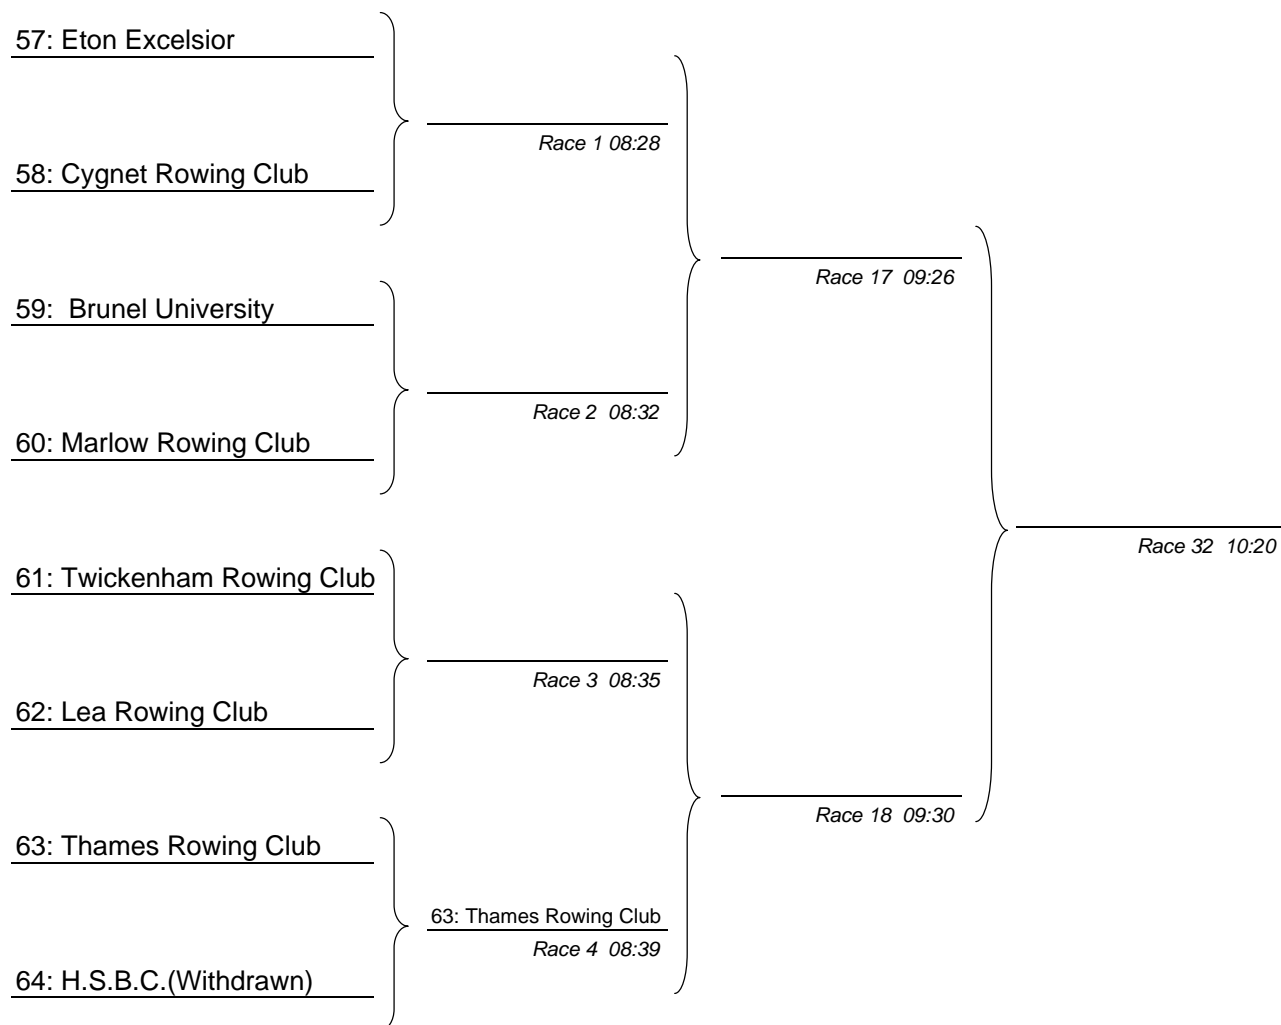 57: Eton Excelsior
Race 1 08:28
58: Cygnet Rowing Club
Race 17 09:26
59: Brunel University
Race 2 08:32
60: Marlow Rowing Club
Race 32 10:20
61: Twickenham Rowing Club
Race 3 08:35
62: Lea Rowing Club
Race 18 09:30
63: Thames Rowing Club
63: Thames Rowing Club
Race 4 08:39
64: H.S.B.C.(Withdrawn)